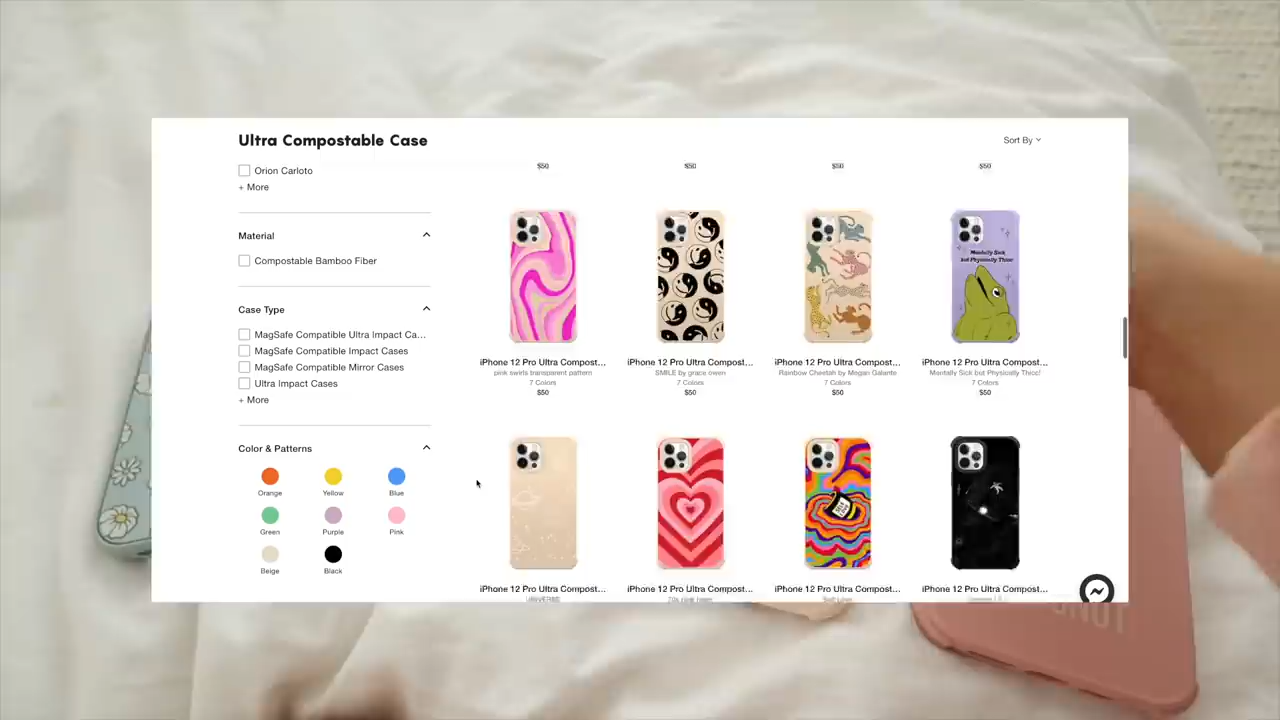 Ultra Compostable Case
Sort By
Orion Carloto
+ More
Material
Compostable Bamboo Fiber
Case Type
MagSafe Compatible Ultra Impact Ca...
MagSafe Compatible Impact Cases
MagSafe Compatible Mirror Cases
Ultra Impact Cases
+ More
Color & Patterns
Orange Yellow Blue
Green Purple Pink
Beige Black
$50 $50 $50 $50
Mentally Sick
but Physically Thicc!
iPhone 12 Pro Ultra Compost... iPhone 12 Pro Ultra Compost... iPhone 12 Pro Ultra Compost... iPhone 12 Pro Ultra Compost...
pink swirls transparent pattern SMILE by grace owen Rainbow Cheetah by Megan Galante Mentally Sick but Physically Thicc!
7 Colors 7 Colors 7 Colors 7 Colors
$50 $50 $50 $50
iPhone 12 Pro Ultra Compost... iPhone 12 Pro Ultra Compost... iPhone 12 Pro Ultra Compost... iPhone 12 Pro Ultra Compost...